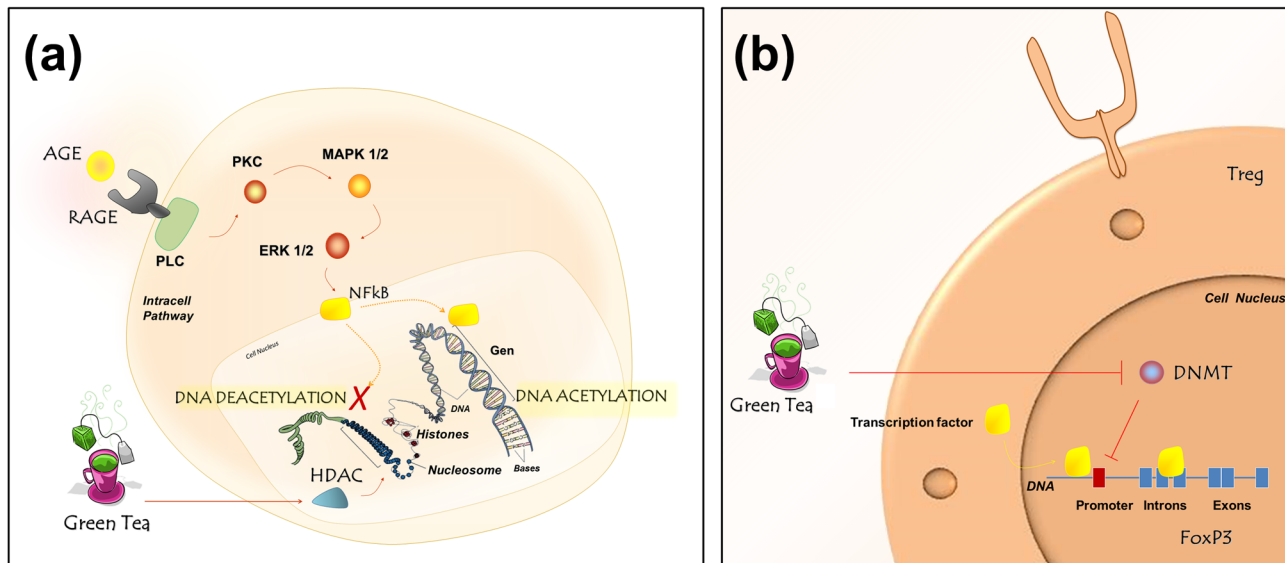 (a)
AGE
RAGE
PLC
PKC
MAPK 1/2
ERK 1/2
Intracell
Pathway
NFkB
Cell Nucleus
Gen
DNA DEACETYLATION X
DNA ACETYLATION
DNA
Histones
Nucleosome
Bases
HDAC
Green Tea
(b)
Treg
Cell Nucleus
DNMT
Green Tea
Transcription factor
DNA
Promoter Introns Exons
FoxP3